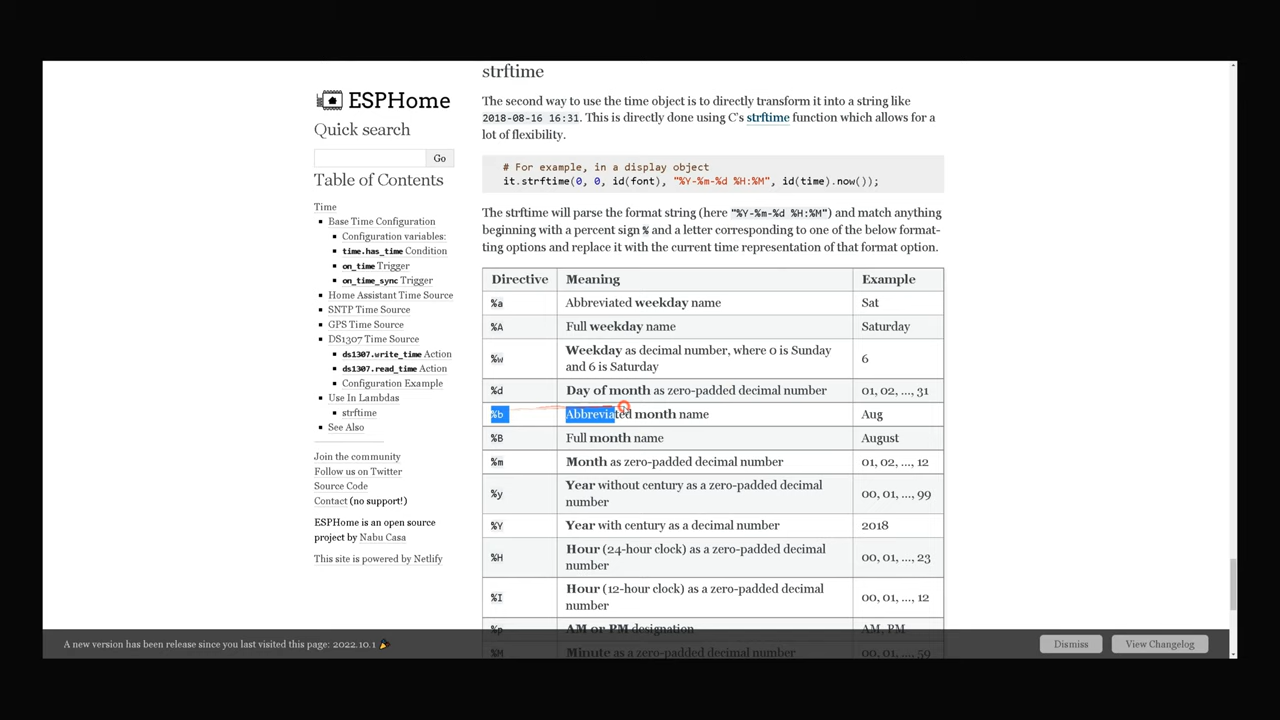 ESPHome
Quick search
Go
Table of Contents
Time
Base Time Configuration
Configuration variables:
time.has_time Condition
on_time Trigger
on_time_sync Trigger
Home Assistant Time Source
SNTP Time Source
GPS Time Source
DS1307 Time Source
ds1307.write_time Action
ds1307.read_time Action
Configuration Example
Use In Lambdas
strftime
See Also
Join the community
Follow us on Twitter
Source Code
Contact (no support!)
ESPHome is an open source
project by Nabu Casa
This site is powered by Netlify
strftime
The second way to use the time object is to directly transform it into a string like
2018-08-16 16:31. This is directly done using C's strftime function which allows for a
lot of flexibility.
# For example, in a display object
it.strftime(0, 0, id(font), "%Y-%m-%d %H:%M", id(time).now());
The strftime will parse the format string (here "%Y-%m-%d %H:%M") and match anything
beginning with a percent sign % and a letter corresponding to one of the below format-
ting options and replace it with the current time representation of that format option.
Directive Meaning Example
%a Abbreviated weekday name Sat
%A Full weekday name Saturday
%w Weekday as decimal number, where 0 is Sunday
and 6 is Saturday 6
%d Day of month as zero-padded decimal number 01, 02, ..., 31
%b Abbreviated month name Aug
%B Full month name August
%m Month as zero-padded decimal number 01, 02, ..., 12
%y Year without century as a zero-padded decimal
number 00, 01, ..., 99
%Y Year with century as a decimal number 2018
%H Hour (24-hour clock) as a zero-padded decimal
number 00, 01, ..., 23
%I Hour (12-hour clock) as a zero-padded decimal
number 00, 01, ..., 12
%p AM or PM designation AM, PM
%M Minute as a zero-padded decimal number 00, 01, ..., 59
A new version has been release since you last visited this page: 2022.10.1 🎉
Dismiss
View Changelog